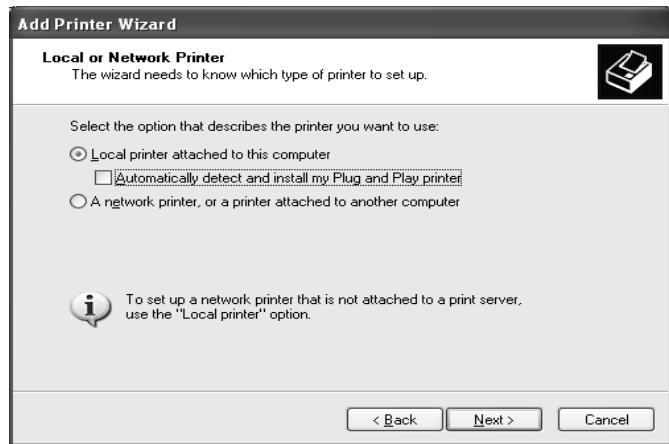 Add Printer Wizard
Local or Network Printer
The wizard needs to know which type of printer to set up.
Select the option that describes the printer you want to use:
Local printer attached to this computer
Automatically detect and install my Plug and Play printer
A network printer, or a printer attached to another computer
To set up a network printer that is not attached to a print server,
use the "Local printer" option.
< Back Next > Cancel